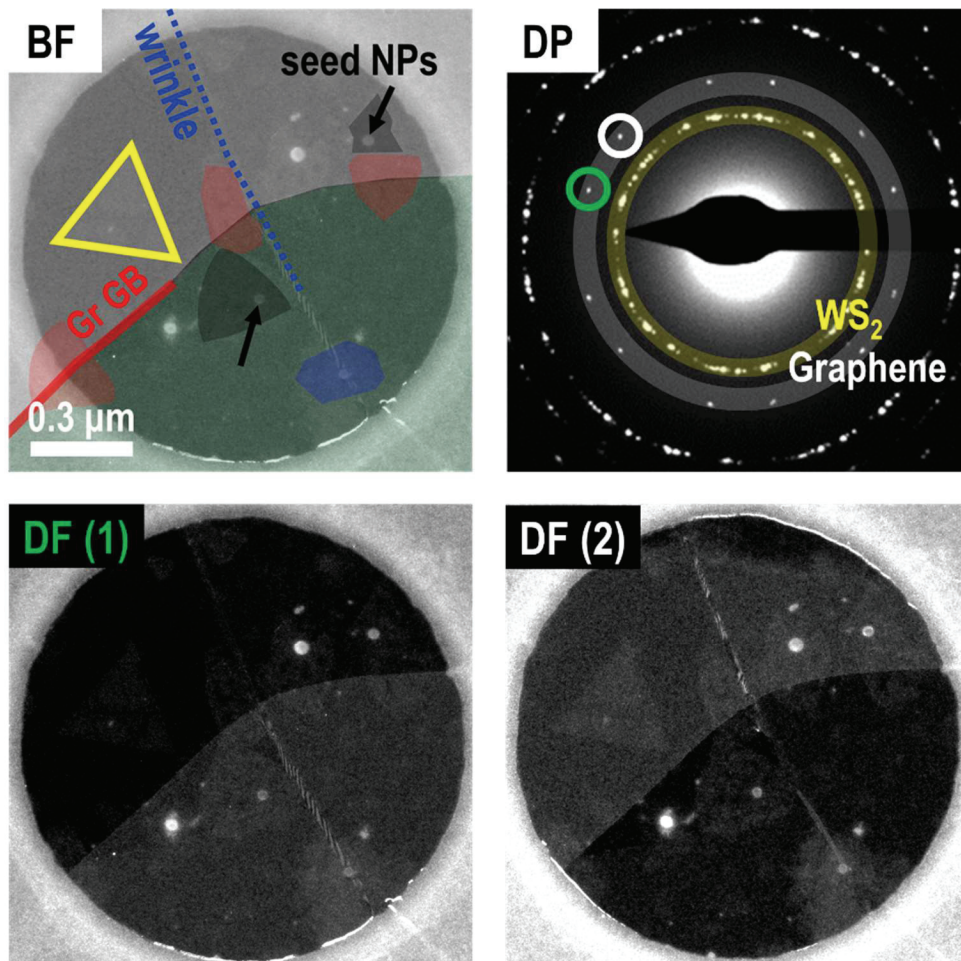 BF
wrinkle
seed NPs
Gr GB
0.3 μm
DP
WS₂
Graphene
DF (1)
DF (2)